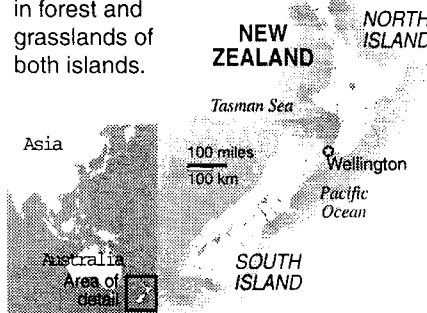 in forest and
grasslands of
both islands.
NEW
ZEALAND
NORTH
ISLAND
Tasman Sea
Asia
100 miles
100 km
Wellington
Pacific
Ocean
Australia
Area of
detail
SOUTH
ISLAND